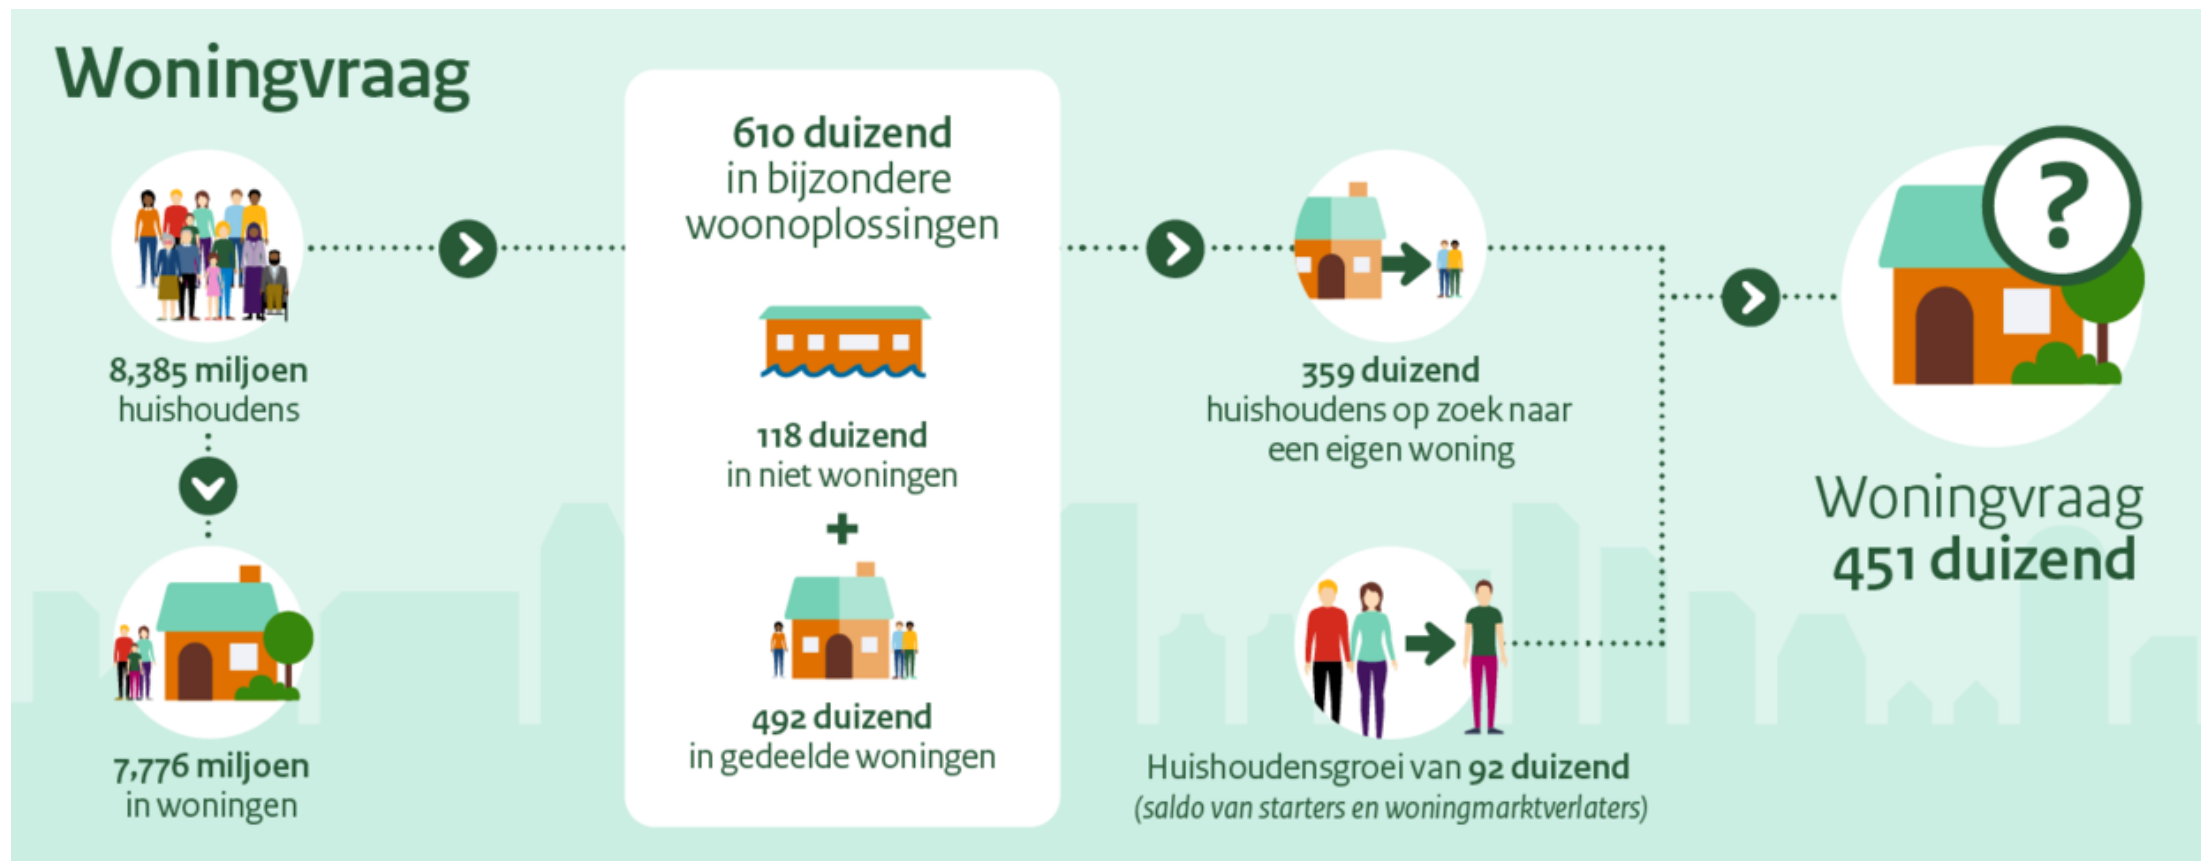 Woningvraag
8,385 miljoen
huishoudens
7,776 miljoen
in woningen
610 duizend
in bijzondere
woonoplossingen
118 duizend
in niet woningen
+
492 duizend
in gedeelde woningen
359 duizend
huishoudens op zoek naar
een eigen woning
Huishoudensgroei van 92 duizend
(saldo van starters en woningmarktverlaters)
?
Woningvraag
451 duizend